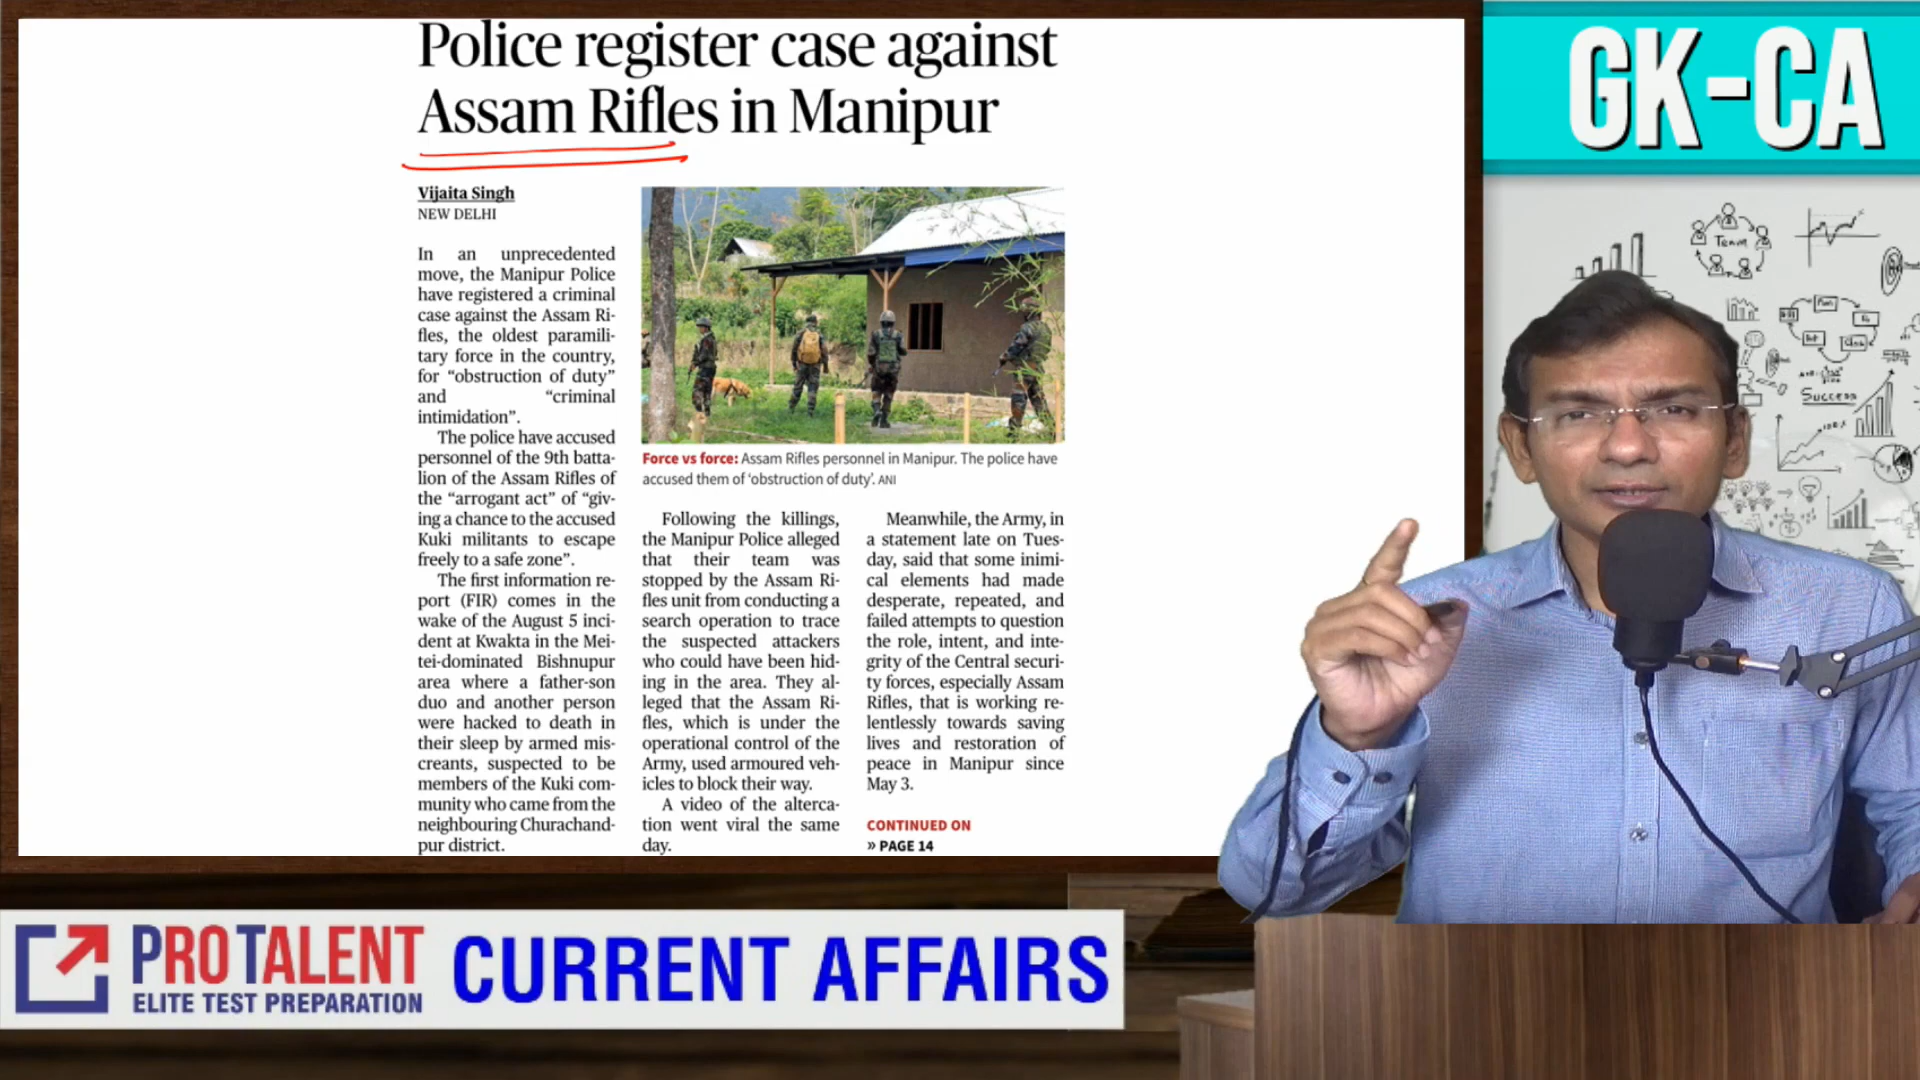 Police register case against
Assam Rifles in Manipur
Vijaita Singh
NEW DELHI
In an unprecedented
move, the Manipur Police
have registered a criminal
case against the Assam Ri-
fles, the oldest paramili-
tary force in the country,
for “obstruction of duty”
and “criminal
intimidation”.
The police have accused
personnel of the 9th batta-
lion of the Assam Rifles of
the “arrogant act” of “giv-
ing a chance to the accused
Kuki militants to escape
freely to a safe zone”.
The first information re-
port (FIR) comes in the
wake of the August 5 inci-
dent at Kwakta in the Mei-
tei-dominated Bishnupur
area where a father-son
duo and another person
were hacked to death in
their sleep by armed mis-
creants, suspected to be
members of the Kuki com-
munity who came from the
neighbouring Churachand-
pur district.
Force vs force: Assam Rifles personnel in Manipur. The police have
accused them of ‘obstruction of duty’. ANI
Following the killings,
the Manipur Police alleged
that their team was
stopped by the Assam Ri-
fles unit from conducting a
search operation to trace
the suspected attackers
who could have been hid-
ing in the area. They al-
leged that the Assam Ri-
fles, which is under the
operational control of the
Army, used armoured veh-
icles to block their way.
A video of the alterca-
tion went viral the same
day.
Meanwhile, the Army, in
a statement late on Tues-
day, said that some inimi-
cal elements had made
desperate, repeated, and
failed attempts to question
the role, intent, and inte-
grity of the Central securi-
ty forces, especially Assam
Rifles, that is working re-
lentlessly towards saving
lives and restoration of
peace in Manipur since
May 3.
CONTINUED ON
» PAGE 14
GK-CA
Team
Success
PROTALENT
ELITE TEST PREPARATION
CURRENT AFFAIRS